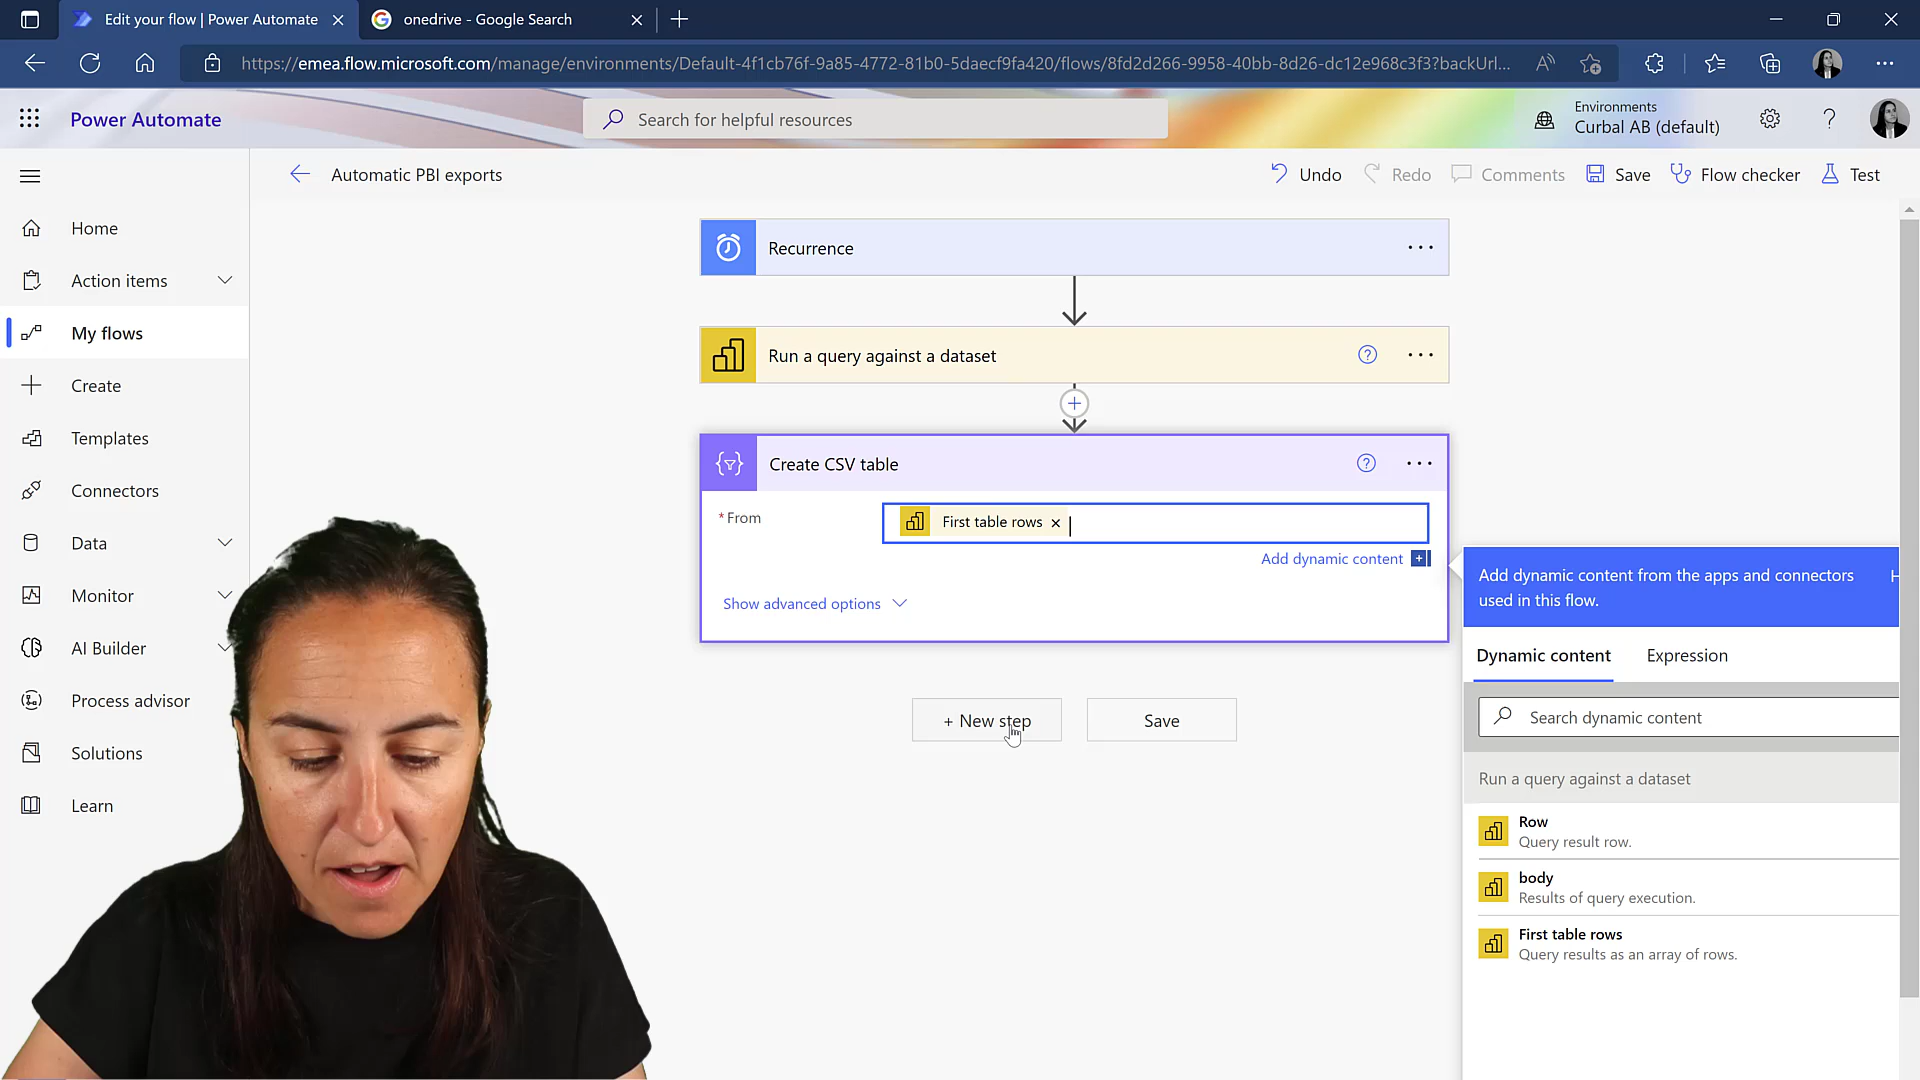 Edit your flow | Power Automate
onedrive - Google Search
https://emea.flow.microsoft.com/manage/environments/Default-4f1cb76f-9a85-4772-81b0-5daecf9fa420/flows/8fd2d266-9958-40bb-8d26-dc12e968c3f3?backUrl...
Power Automate
Search for helpful resources
Environments
Curbal AB (default)
Automatic PBI exports
Undo
Redo
Comments
Save
Flow checker
Test
Home
Action items
My flows
Create
Templates
Connectors
Data
Monitor
AI Builder
Process advisor
Solutions
Learn
Recurrence
Run a query against a dataset
Create CSV table
* From
First table rows
Add dynamic content
Show advanced options
+ New step
Save
Add dynamic content from the apps and connectors
used in this flow.
Dynamic content
Expression
Search dynamic content
Run a query against a dataset
Row
Query result row.
body
Results of query execution.
First table rows
Query results as an array of rows.